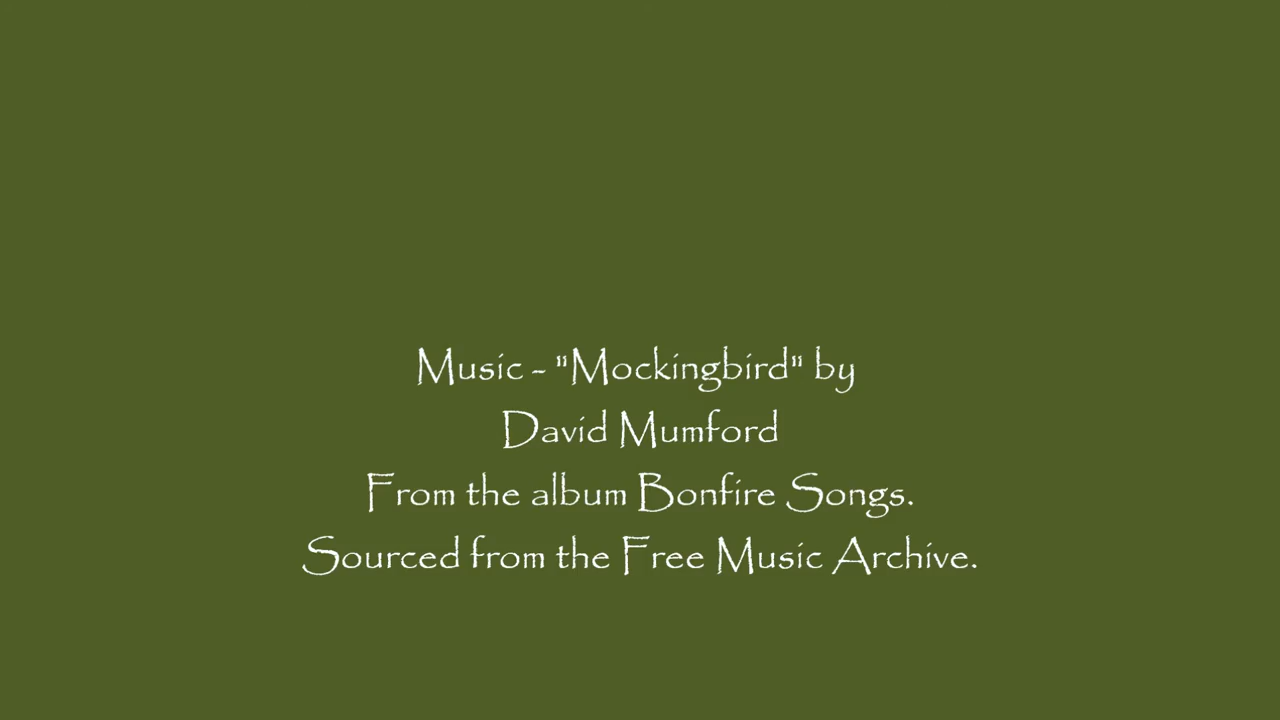 Music - "Mockingbird" by
David Mumford
From the album Bonfire Songs.
Sourced from the Free Music Archive.